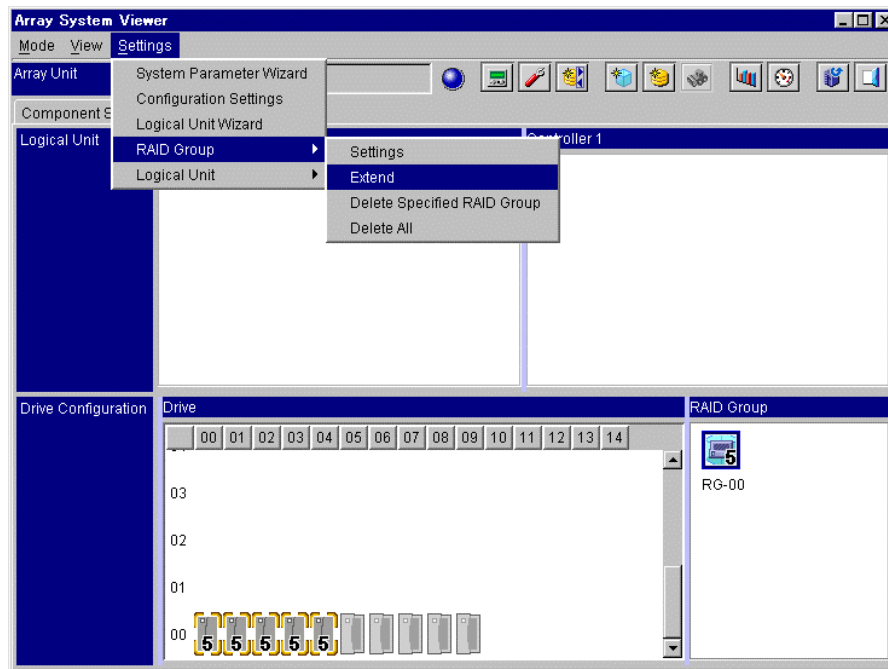 Array System Viewer
Mode View Settings
Array Unit
System Parameter Wizard
Configuration Settings
Logical Unit Wizard
RAID Group
Logical Unit
Settings
Extend
Delete Specified RAID Group
Delete All
Component S
Logical Unit
troller 1
Drive Configuration
Drive
00 01 02 03 04 05 06 07 08 09 10 11 12 13 14
03
02
01
00 5 5 5 5 5
RAID Group
5
RG-00